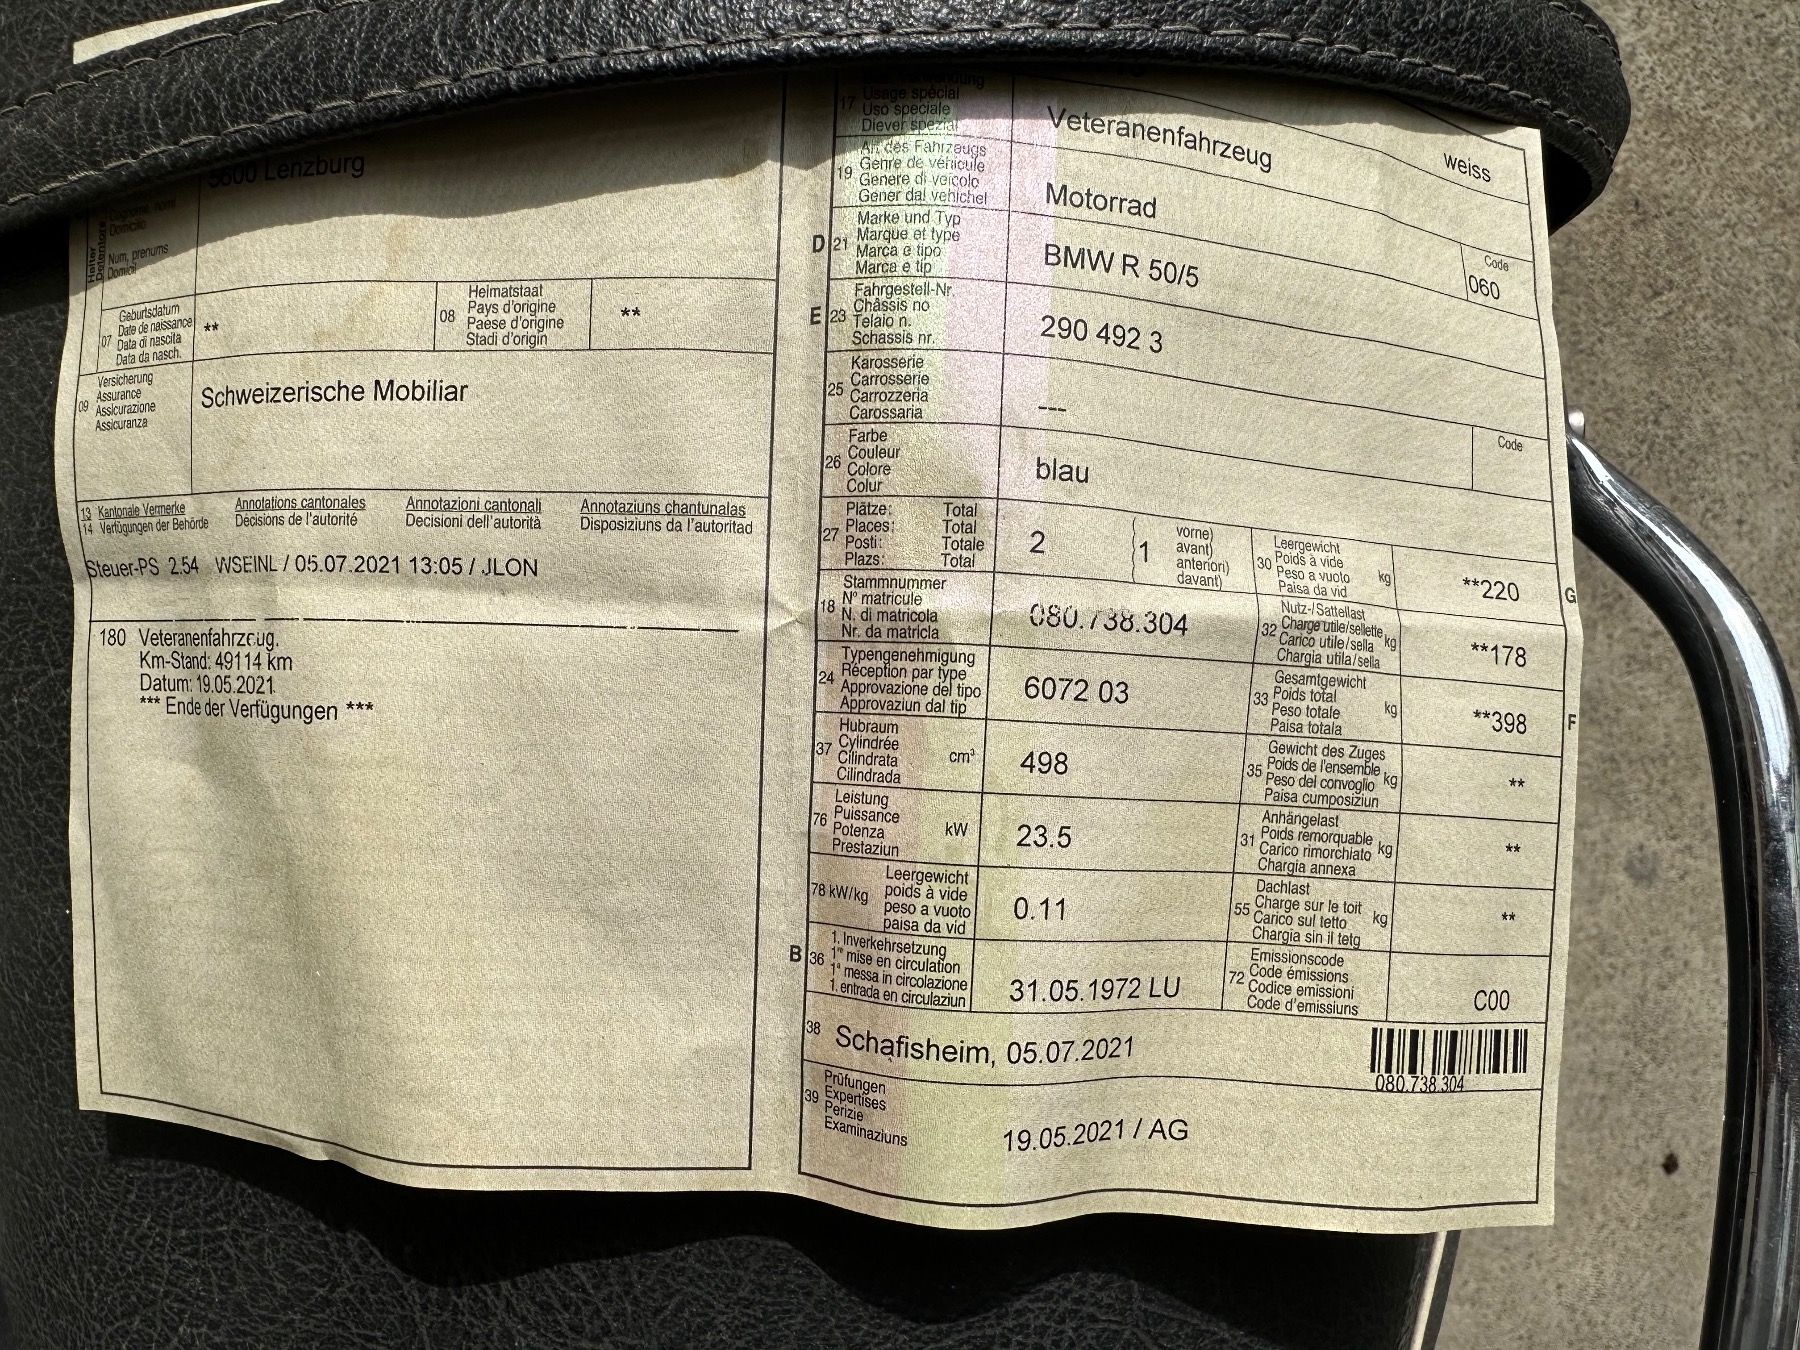 5600 Lenzburg
Halter
Detentore
Domicilio
Num, prenums
Domicil
07
Geburtsdatum
Date de naissance
Data di nascita
Data da nasch.
**
08
Heimatstaat
Pays d'origine
Paese d'origine
Stadi d'origin
**
09
Versicherung
Assurance
Assicurazione
Assicuranza
Schweizerische Mobiliar
13 Kantonale Vermerke Annotations cantonales Annotazioni cantonali Annotaziuns chantunalas
14 Verfügungen der Behörde Décisions de l'autorité Decisioni dell'autorità Disposiziuns da l'autoritad
Steuer-PS 2.54 WSEINL / 05.07.2021 13:05 / JLON
180 Veteranenfahrzeug.
Km-Stand: 49114 km
Datum: 19.05.2021
*** Ende der Verfügungen ***
17
Usage spécial
Uso speciale
Diever spezial
Veteranenfahrzeug
weiss
19
Art des Fahrzeugs
Genre de véhicule
Genere di veicolo
Gener dal vehichel
Motorrad
D 21
Marke und Typ
Marque et type
Marca e tipo
Marca e tip
BMW R 50/5
Code
060
E 23
Fahrgestell-Nr.
Châssis no
Telaio n.
Schassis nr.
290 492 3
25
Karosserie
Carrosserie
Carrozzeria
Carossaria
---
26
Farbe
Couleur
Colore
Colur
blau
Code
27
Plätze: Total
Places: Total
Posti: Totale
Plazs: Total
2
1
vorne)
avant)
anteriori)
davant)
30
Leergewicht
Poids à vide
Peso a vuoto
Paisa da vid
kg
**220
G
18
Stammnummer
N° matricule
N. di matricola
Nr. da matricla
080.738.304
32
Nutz-/Sattellast
Charge utile/sellette
Carico utile/sella
Chargia utila/sella
kg
**178
24
Typengenehmigung
Réception par type
Approvazione del tipo
Approvaziun dal tip
6072 03
33
Gesamtgewicht
Poids total
Peso totale
Paisa totala
kg
**398
F
37
Hubraum
Cylindrée
Cilindrata
Cilindrada
cm³
498
35
Gewicht des Zuges
Poids de l'ensemble
Peso del convoglio
Paisa cumposiziun
kg
**
76
Leistung
Puissance
Potenza
Prestaziun
kW
23.5
31
Anhängelast
Poids remorquable
Carico rimorchiato
Chargia annexa
kg
**
78 kW/kg
Leergewicht
poids à vide
peso a vuoto
paisa da vid
0.11
55
Dachlast
Charge sur le toit
Carico sul tetto
Chargia sin il tetg
kg
**
B 36
1. Inverkehrsetzung
1re mise en circulation
1a messa in circolazione
1. entrada en circulaziun
31.05.1972 LU
72
Emissionscode
Code émissions
Codice emissioni
Code d'emissiuns
C00
38
Schafisheim, 05.07.2021
080.738.304
39
Prüfungen
Expertises
Perizie
Examinaziuns
19.05.2021 / AG